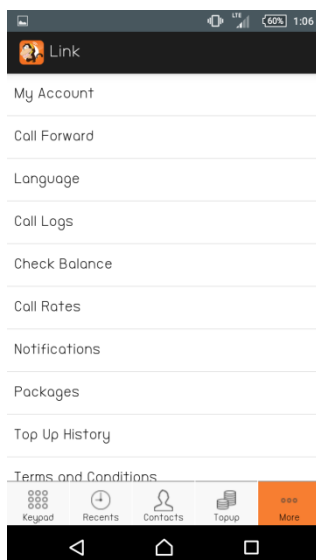 LTE 60% 1:06
Link
My Account
Call Forward
Language
Call Logs
Check Balance
Call Rates
Notifications
Packages
Top Up History
Terms and Conditions
Keypad Recents Contacts Topup More